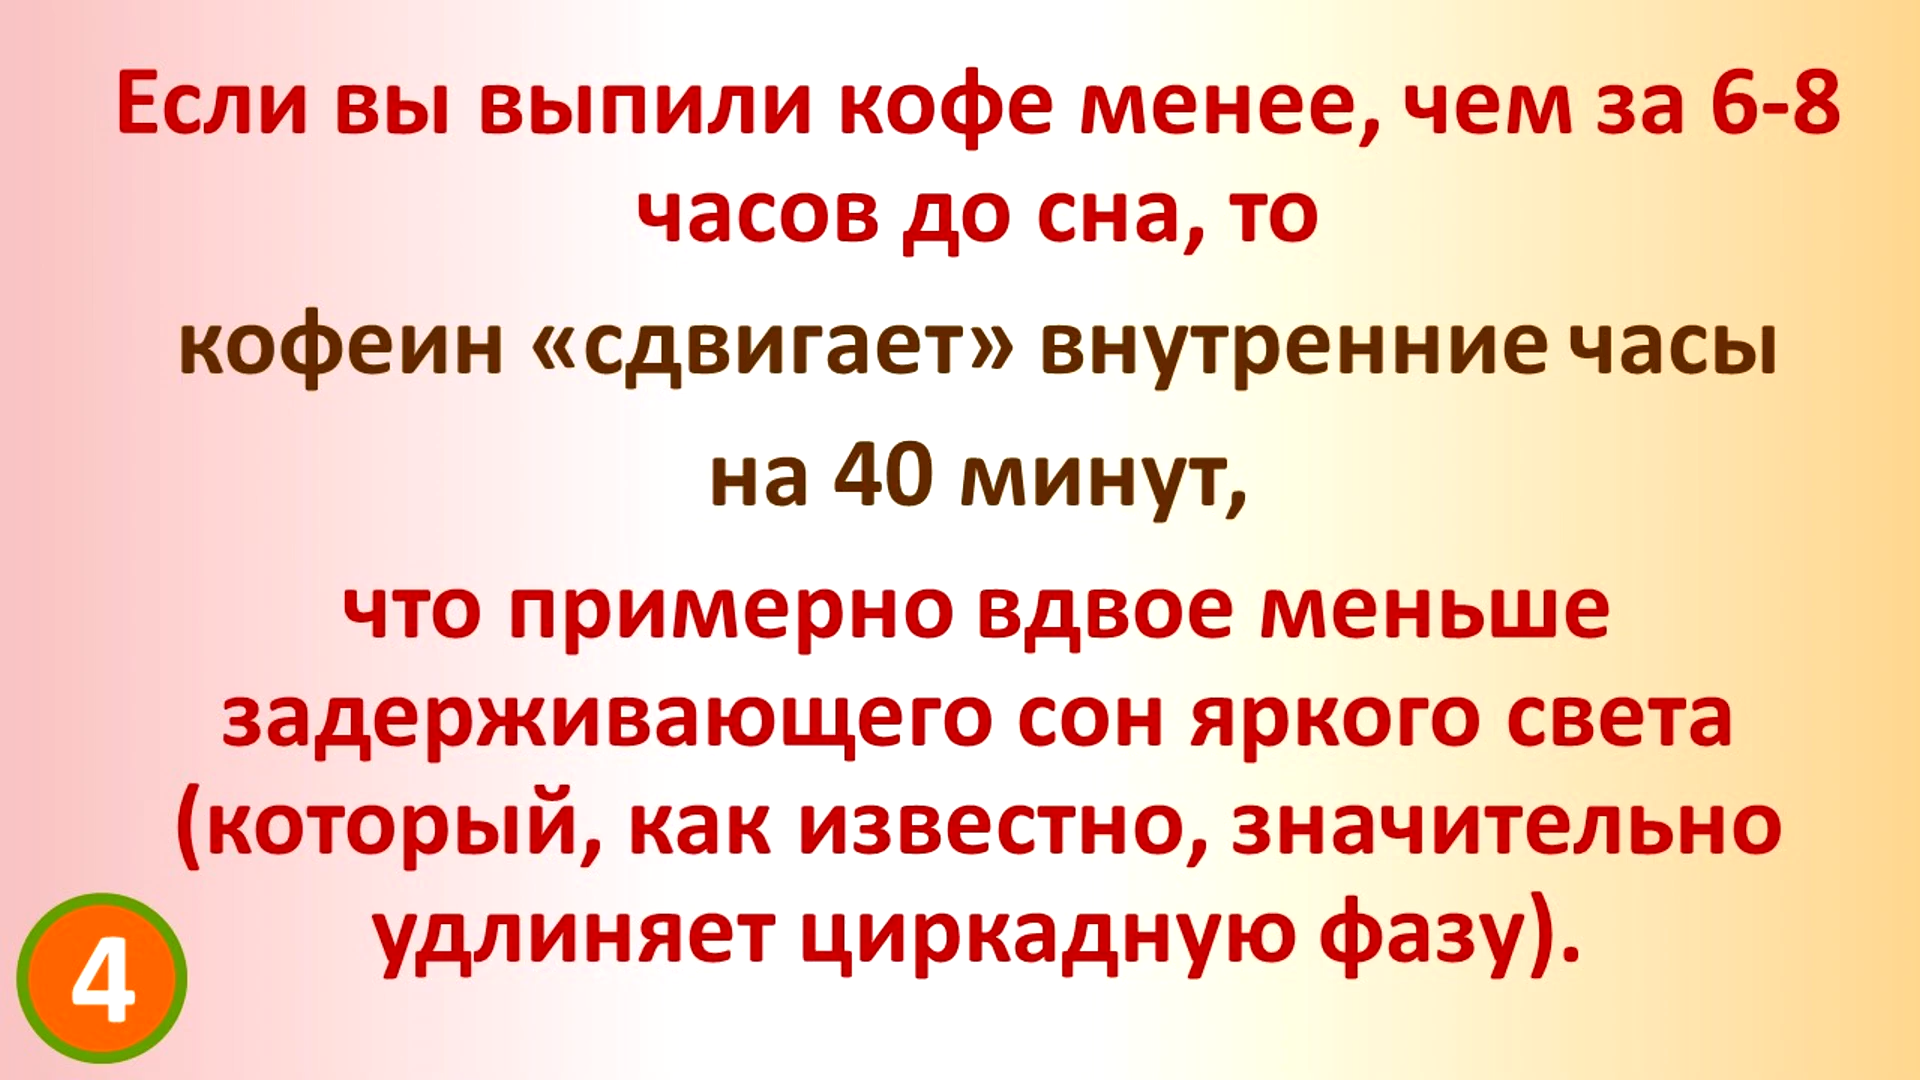 Если вы выпили кофе менее, чем за 6-8
часов до сна, то
кофеин «сдвигает» внутренние часы
на 40 минут,
что примерно вдвое меньше
задерживающего сон яркого света
(который, как известно, значительно
удлиняет циркадную фазу).
4